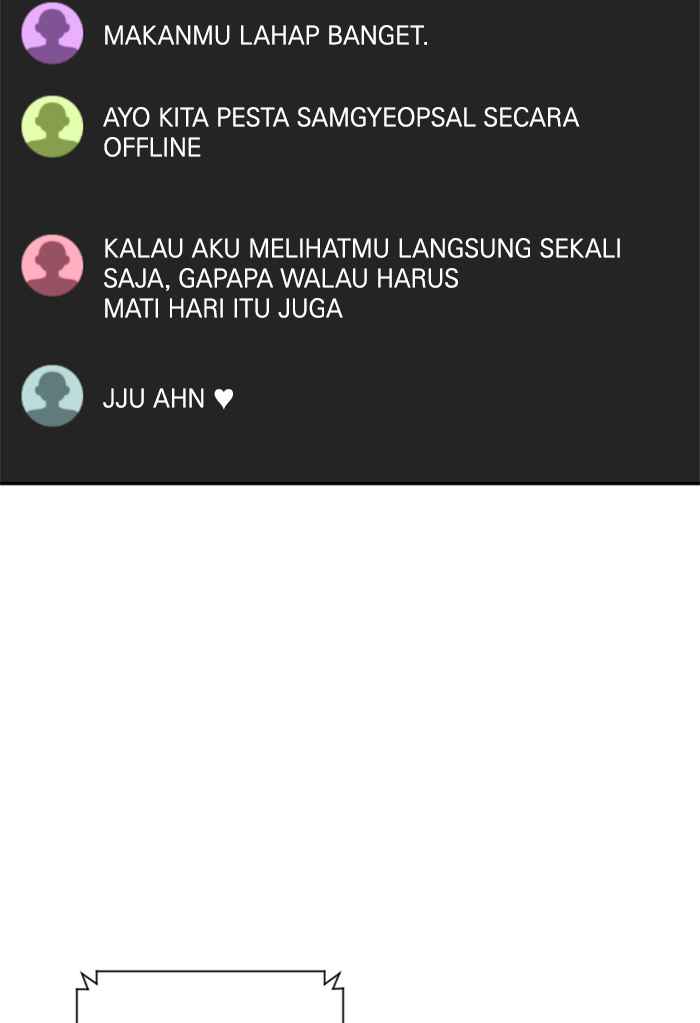 MAKANMU LAHAP BANGET.
AYO KITA PESTA SAMGYEOPSAL SECARA
OFFLINE
KALAU AKU MELIHATMU LANGSUNG SEKALI
SAJA, GAPAPA WALAU HARUS
MATI HARI ITU JUGA
JJU AHN ♥